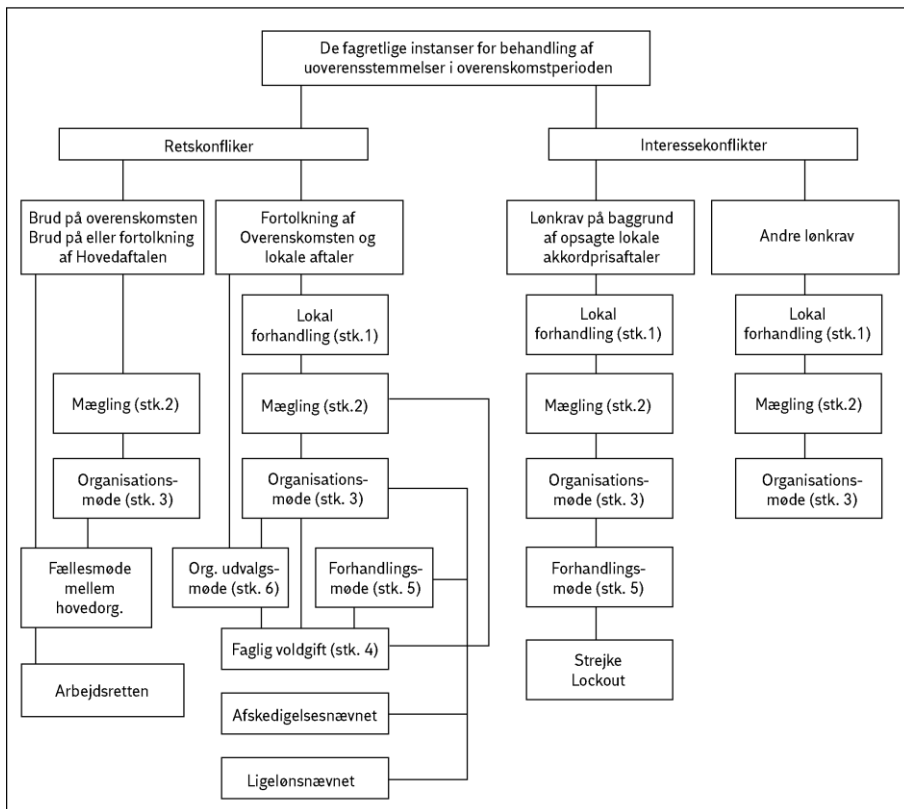 De fagretlige instanser for behandling af
uoverensstemmelser i overenskomstperioden
Retskonfliker
Interessekonflikter
Brud på overenskomsten
Brud på eller fortolkning
af Hovedaftalen
Fortolkning af
Overenskomsten og
lokale aftaler
Lønkrav på baggrund
af opsagte lokale
akkordprisaftaler
Andre lønkrav
Lokal
forhandling (stk.1)
Lokal
forhandling (stk.1)
Lokal
forhandling (stk.1)
Mægling (stk.2)
Mægling (stk.2)
Mægling (stk.2)
Mægling (stk.2)
Organisations-
møde (stk. 3)
Organisations-
møde (stk. 3)
Organisations-
møde (stk. 3)
Organisations-
møde (stk. 3)
Fællesmøde
mellem
hovedorg.
Org. udvalgs-
møde (stk. 6)
Forhandlings-
møde (stk. 5)
Forhandlings-
møde (stk. 5)
Faglig voldgift (stk. 4)
Strejke
Lockout
Arbejdsretten
Afskedigelsesnævnet
Ligelønsnævnet